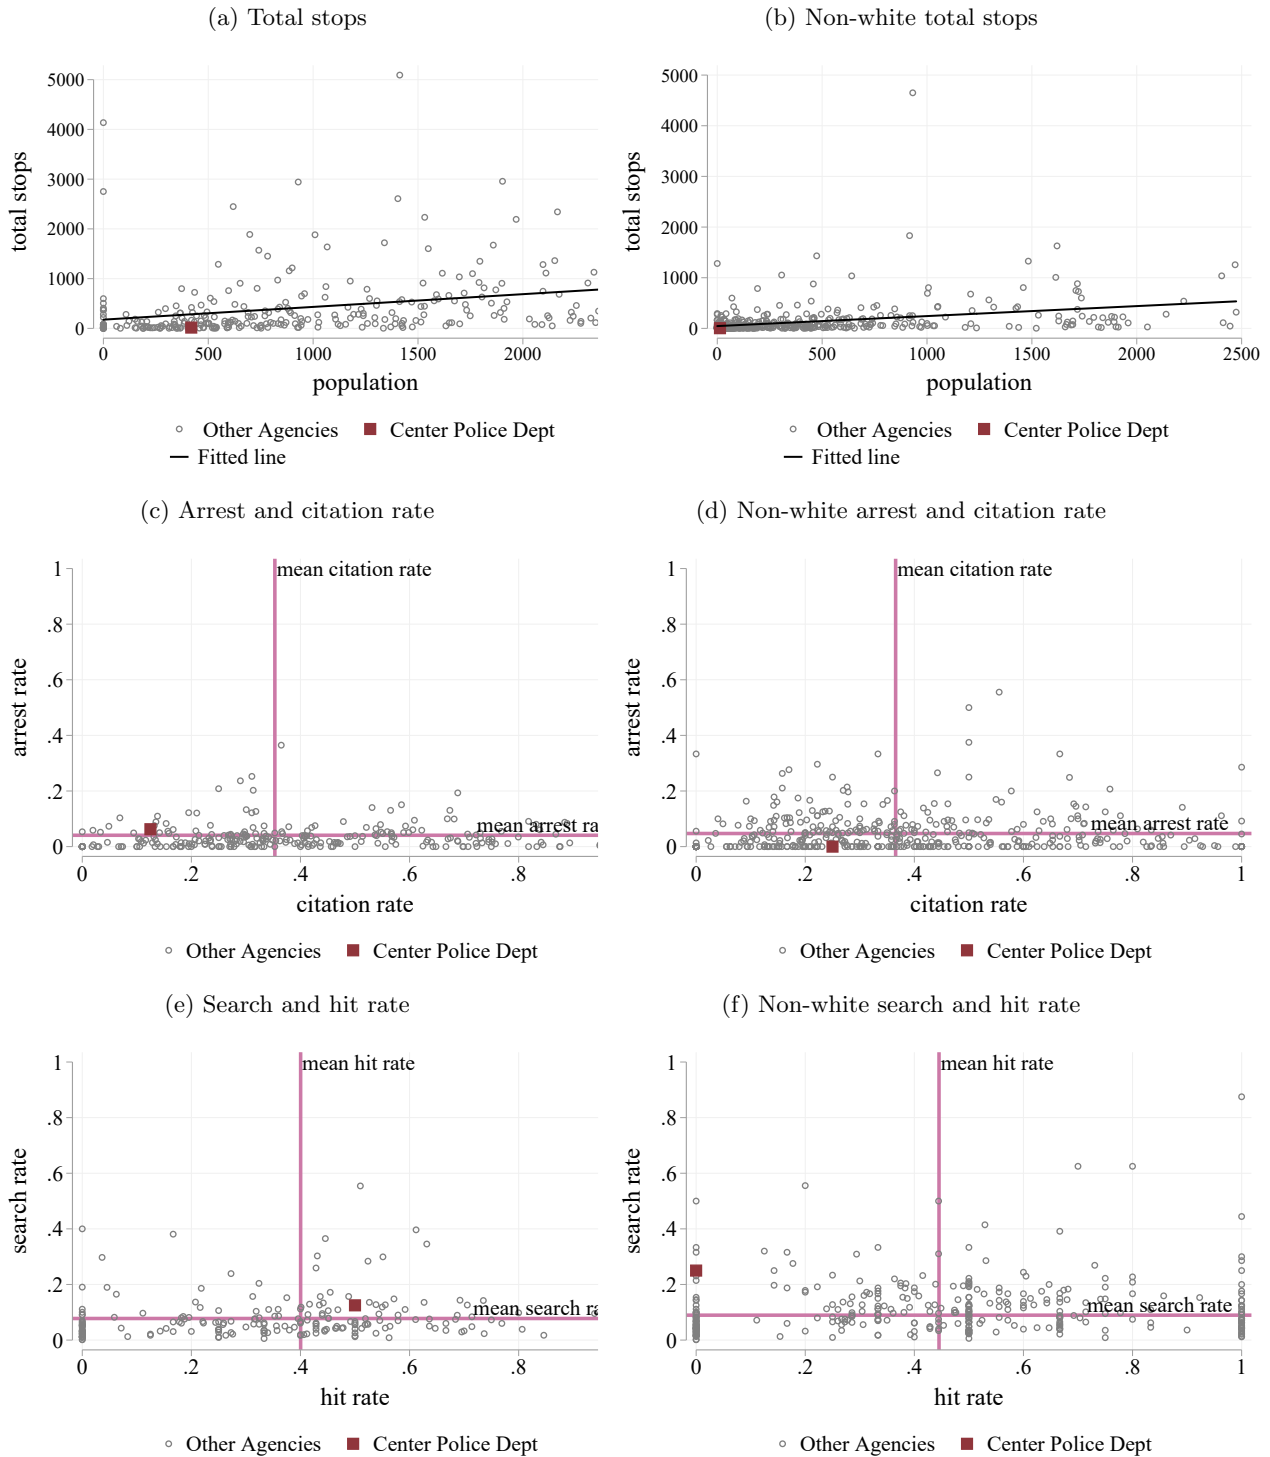 (a) Total stops
(b) Non-white total stops
total stops
5000
4000
3000
2000
1000
0
0 500 1000 1500 2000
population
Other Agencies Center Police Dept
Fitted line
total stops
5000
4000
3000
2000
1000
0
0 500 1000 1500 2000 2500
population
Other Agencies Center Police Dept
Fitted line
(c) Arrest and citation rate
(d) Non-white arrest and citation rate
arrest rate
1
.8
.6
.4
.2
0
mean citation rate
mean arrest ra
0 .2 .4 .6 .8
citation rate
Other Agencies Center Police Dept
arrest rate
1
.8
.6
.4
.2
0
mean citation rate
mean arrest rate
0 .2 .4 .6 .8 1
citation rate
Other Agencies Center Police Dept
(e) Search and hit rate
(f) Non-white search and hit rate
search rate
1
.8
.6
.4
.2
0
mean hit rate
mean search ra
0 .2 .4 .6 .8
hit rate
Other Agencies Center Police Dept
search rate
1
.8
.6
.4
.2
0
mean hit rate
mean search rate
0 .2 .4 .6 .8 1
hit rate
Other Agencies Center Police Dept